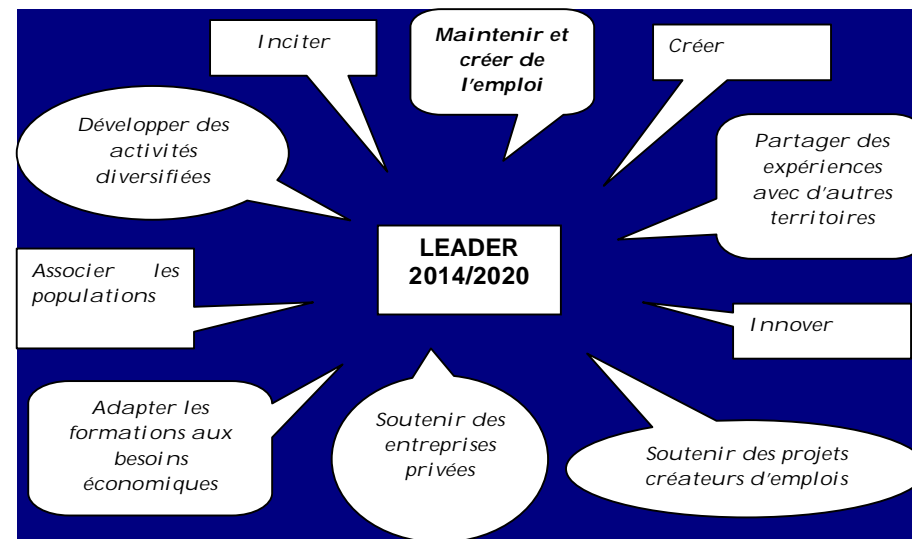 Inciter
Maintenir et
créer de
l'emploi
Créer
Développer des
activités
diversifiées
Partager des
expériences
avec d'autres
territoires
LEADER
2014/2020
Associer les
populations
Innover
Adapter les
formations aux
besoins
économiques
Soutenir des
entreprises
privées
Soutenir des projets
créateurs d'emplois